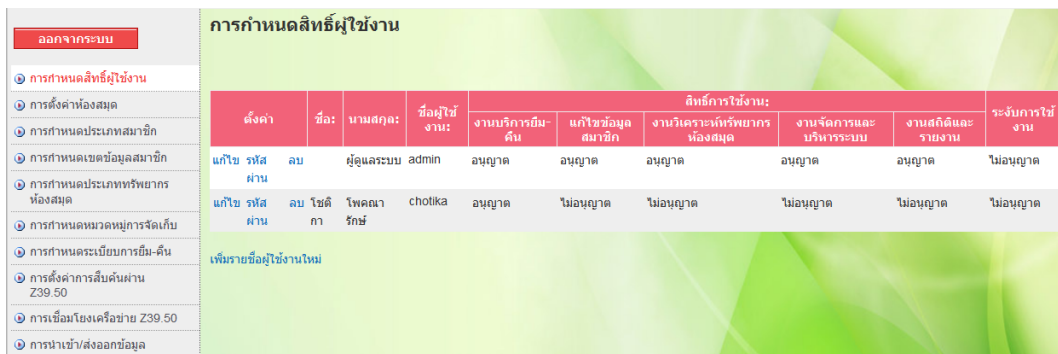 การกำหนดสิทธิ์ผู้ใช้งาน
ออกจากระบบ
การกำหนดสิทธิ์ผู้ใช้งาน
การตั้งค่าห้องสมุด
การกำหนดประเภทสมาชิก
การกำหนดเขตข้อมูลสมาชิก
การกำหนดประเภททรัพยากร
ห้องสมุด
การกำหนดหมวดหมู่การจัดเก็บ
การกำหนดระเบียบการยืม-คืน
การตั้งค่าการสืบค้นผ่าน
Z39.50
การเชื่อมโยงเครือข่าย Z39.50
การนำเข้า/ส่งออกข้อมูล
สิทธิ์การใช้งาน:
ตั้งค่า ชื่อ: นามสกุล: ชื่อผู้ใช้ ระดับการใช้
งาน: งานบริการยืม- แก้ไขข้อมูล งานวิเคราะห์ทรัพยากร งานจัดการและ งานสถิติและ งาน
คืน สมาชิก ห้องสมุด บริหารระบบ รายงาน
แก้ไข รหัส ลบ ผู้ดูแลระบบ admin อนุญาต อนุญาต อนุญาต อนุญาต อนุญาต ไม่อนุญาต
ผ่าน
แก้ไข รหัส ลบ โชติ โพคณา chotika อนุญาต ไม่อนุญาต ไม่อนุญาต ไม่อนุญาต ไม่อนุญาต ไม่อนุญาต
ผ่าน กา รักษ์
เพิ่มรายชื่อผู้ใช้งานใหม่